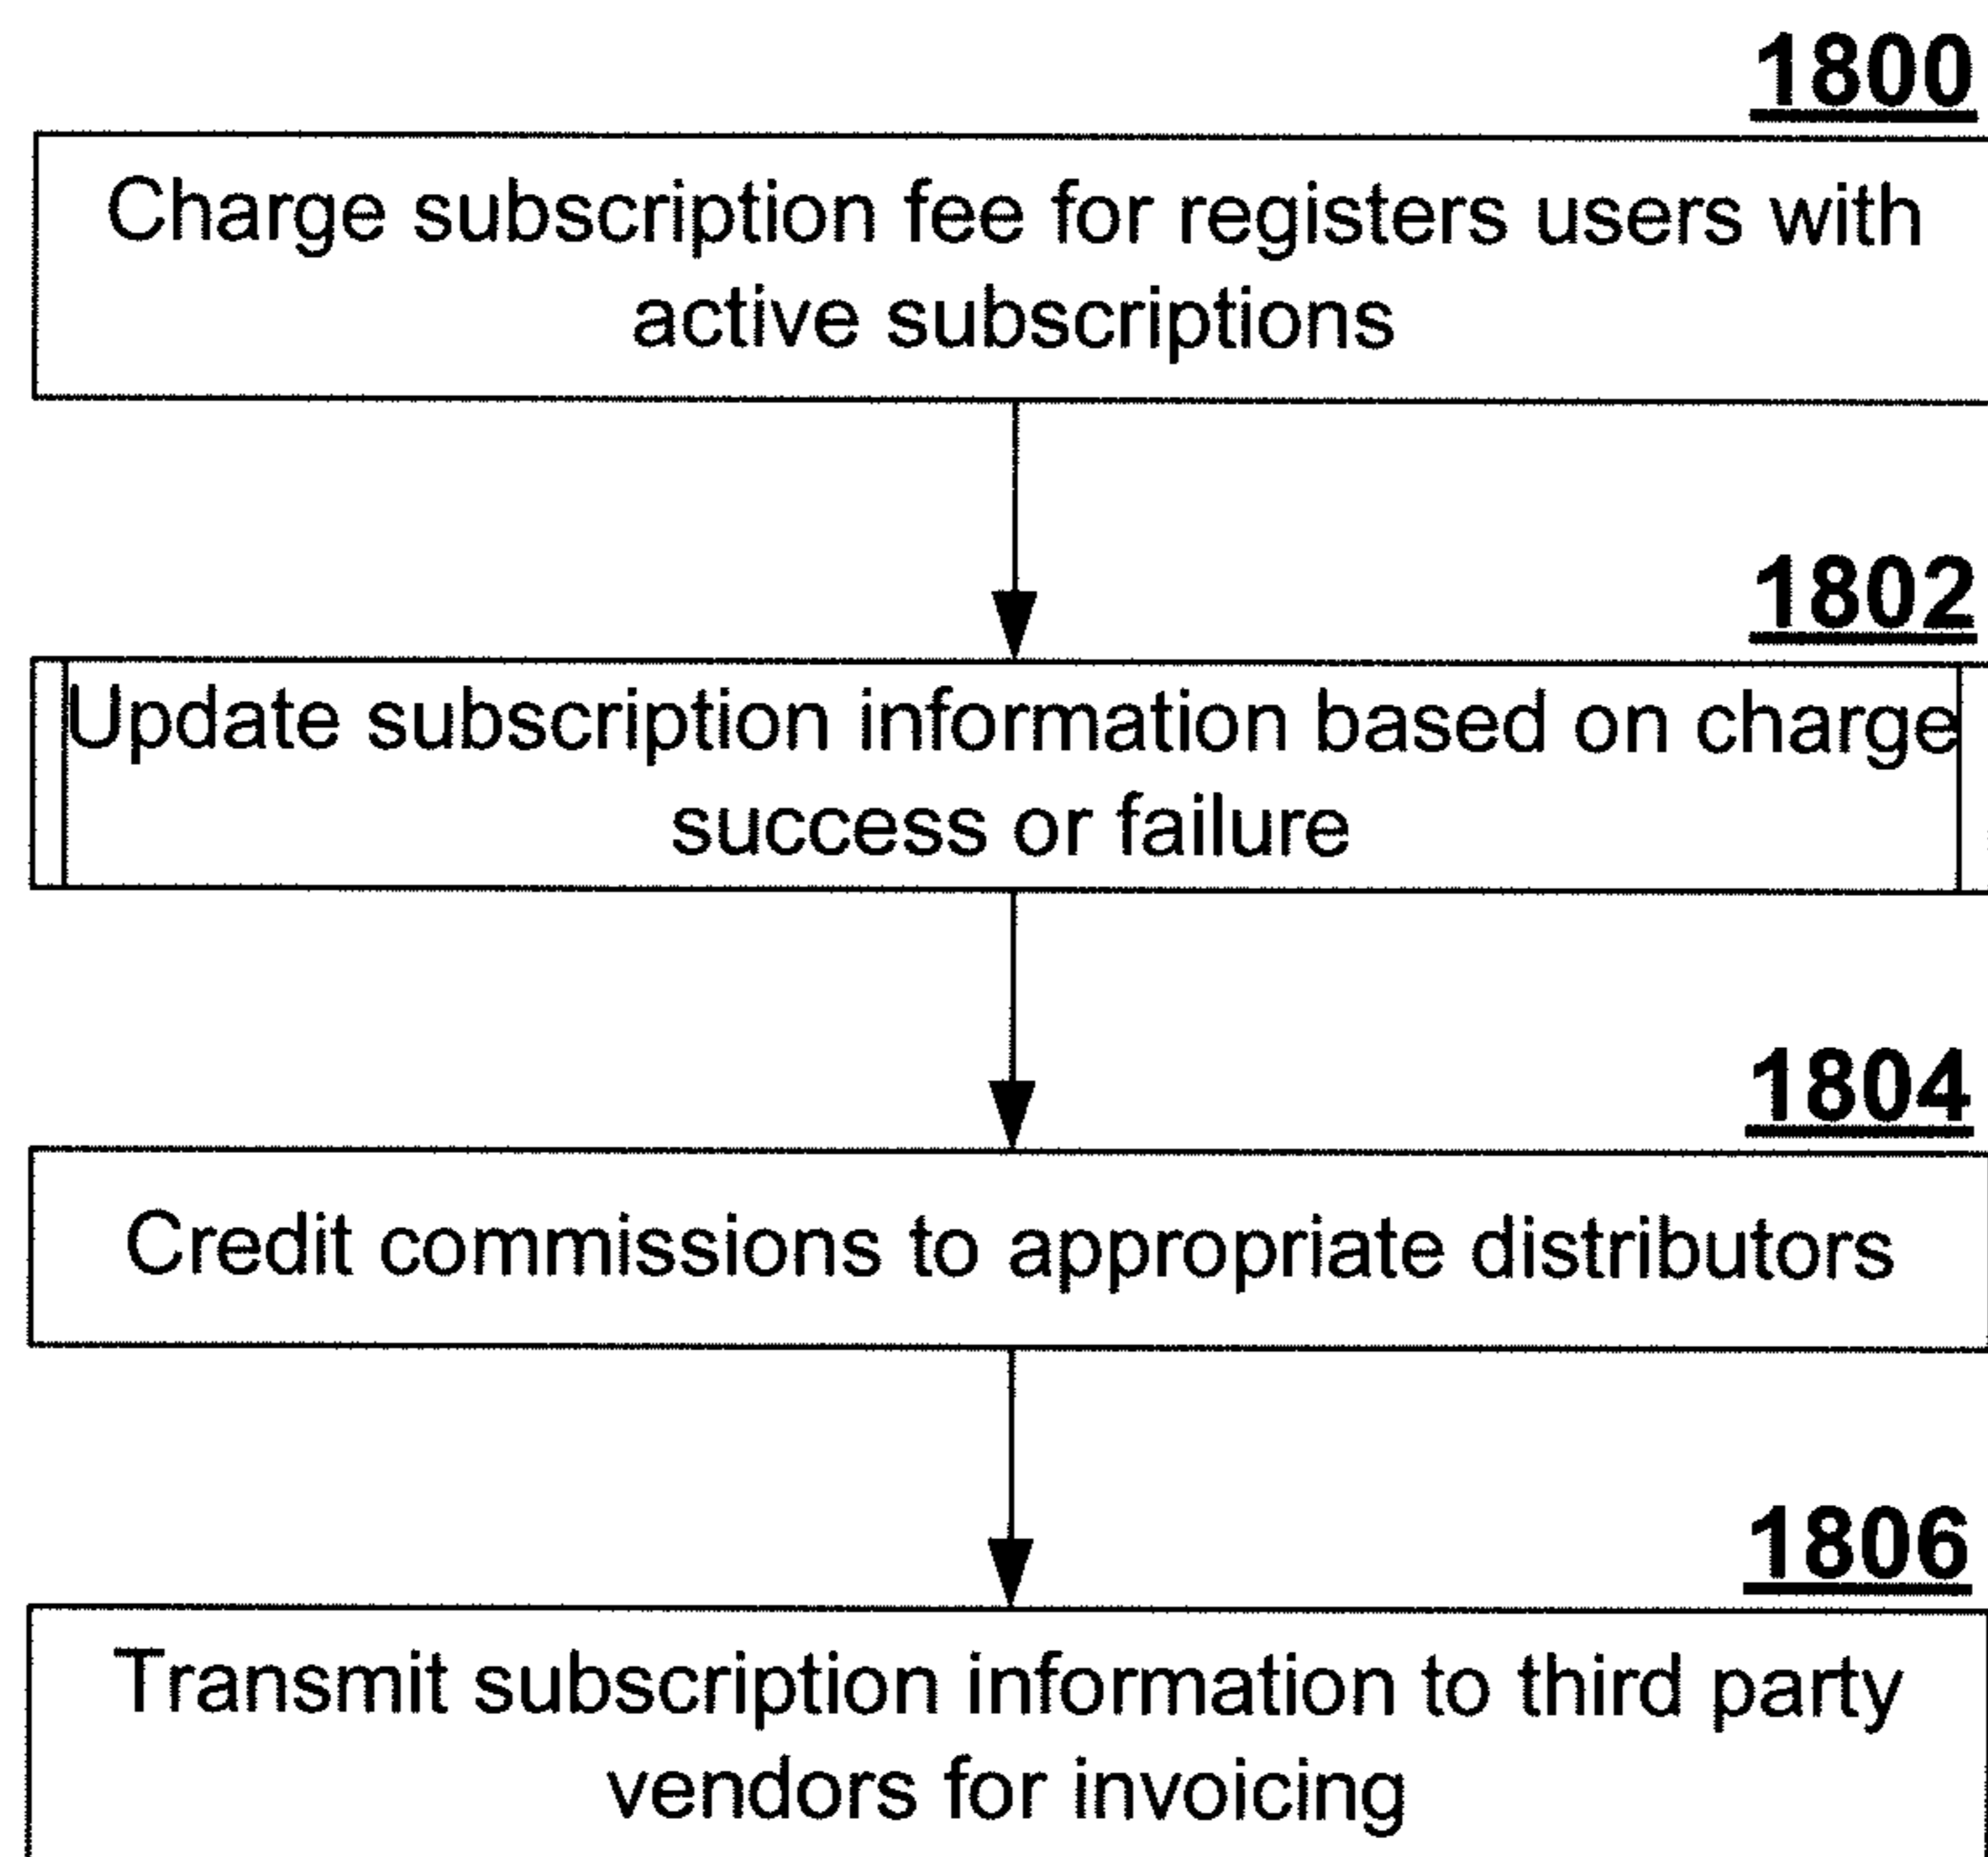 1800
Charge subscription fee for registers users with
active subscriptions
1802
Update subscription information based on charge
success or failure
1804
Credit commissions to appropriate distributors
1806
Transmit subscription information to third party
vendors for invoicing